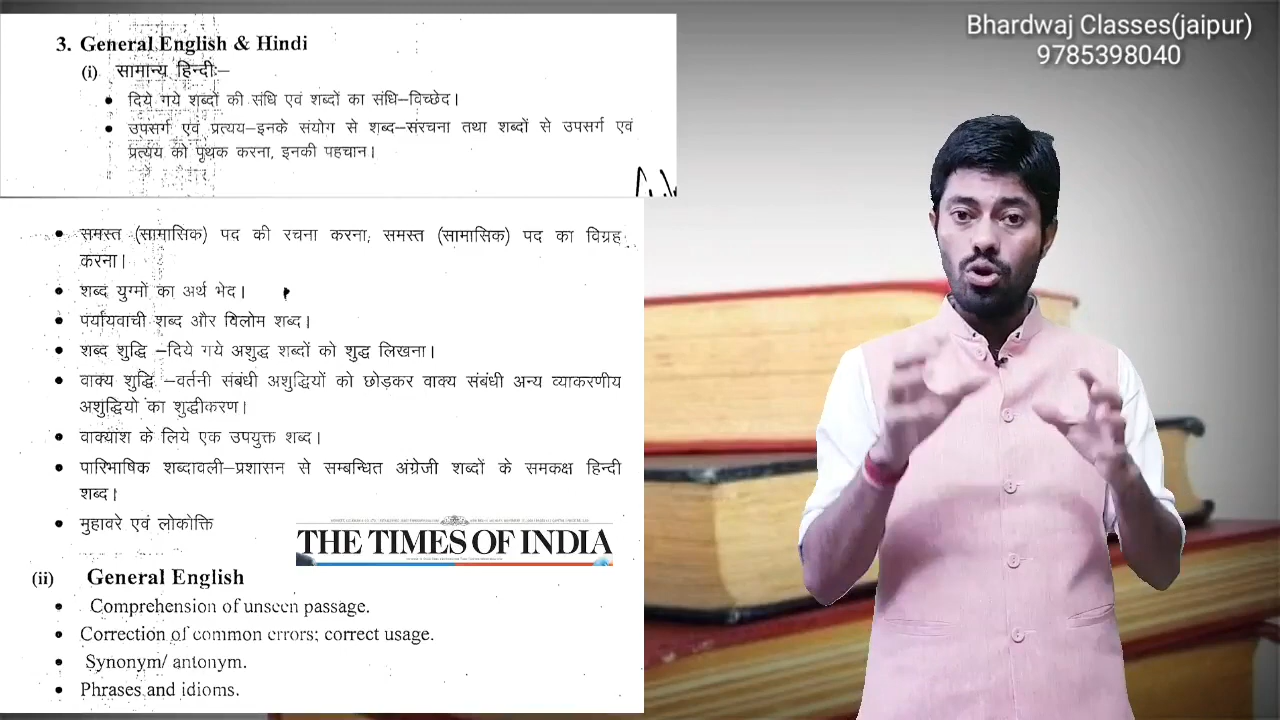 Bhardwaj Classes(jaipur)
9785398040
3. General English & Hindi
(i) सामान्य हिन्दीः–
• दिये गये शब्दों की संधि एवं शब्दों का संधि–विच्छेद।
• उपसर्ग एवं प्रत्यय–इनके संयोग से शब्द–संरचना तथा शब्दों से उपसर्ग एवं
प्रत्यय को पृथक करना, इनकी पहचान।
• समस्त (सामासिक) पद की रचना करना, समस्त (सामासिक) पद का विग्रह
करना।
• शब्द युग्मों का अर्थ भेद।
• पर्यायवाची शब्द और विलोम शब्द।
• शब्द शुद्धि –दिये गये अशुद्ध शब्दों को शुद्ध लिखना।
• वाक्य शुद्धि –वर्तनी संबंधी अशुद्धियों को छोड़कर वाक्य संबंधी अन्य व्याकरणीय
अशुद्धियो का शुद्धीकरण।
• वाक्यांश के लिये एक उपयुक्त शब्द।
• पारिभाषिक शब्दावली–प्रशासन से सम्बन्धित अंग्रेजी शब्दों के समकक्ष हिन्दी
शब्द।
• मुहावरे एवं लोकोक्ति
THE TIMES OF INDIA
(ii) General English
• Comprehension of unseen passage.
• Correction of common errors; correct usage.
• Synonym/ antonym.
• Phrases and idioms.